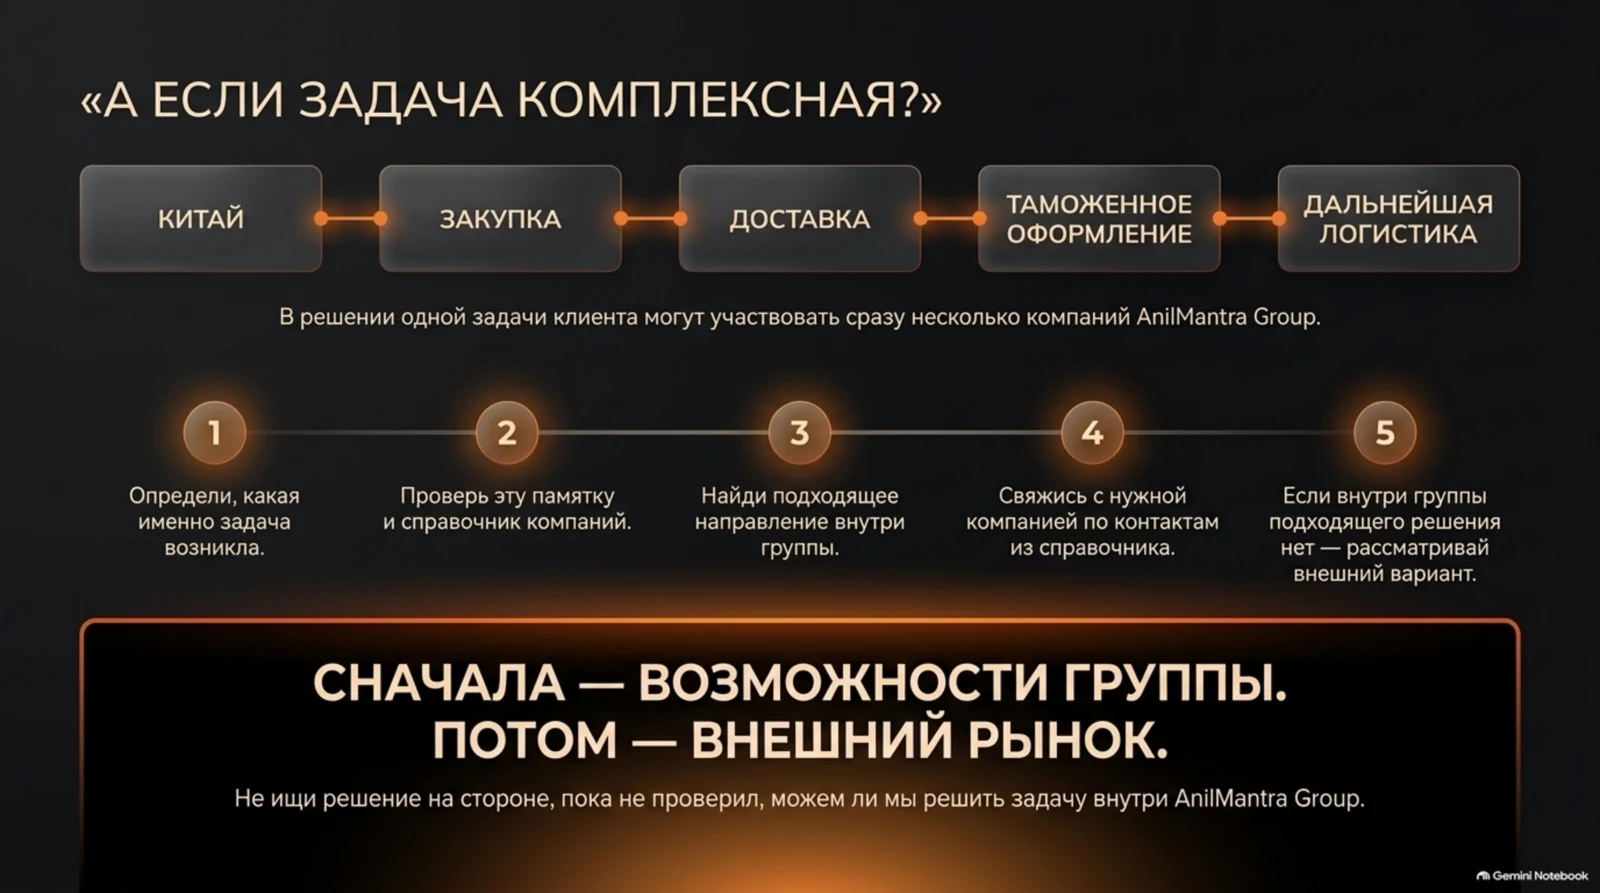 «А ЕСЛИ ЗАДАЧА КОМПЛЕКСНАЯ?»
КИТАЙ
ЗАКУПКА
ДОСТАВКА
ТАМОЖЕННОЕ
ОФОРМЛЕНИЕ
ДАЛЬНЕЙШАЯ
ЛОГИСТИКА
В решении одной задачи клиента могут участвовать сразу несколько компаний AnilMantra Group.
1
Определи, какая
именно задача
возникла.
2
Проверь эту памятку
и справочник компаний.
3
Найди подходящее
направление внутри
группы.
4
Свяжись с нужной
компанией по контактам
из справочника.
5
Если внутри группы
подходящего решения
нет — рассматривай
внешний вариант.
СНАЧАЛА — ВОЗМОЖНОСТИ ГРУППЫ.
ПОТОМ — ВНЕШНИЙ РЫНОК.
Не ищи решение на стороне, пока не проверил, можем ли мы решить задачу внутри AnilMantra Group.
Gemini Notebook